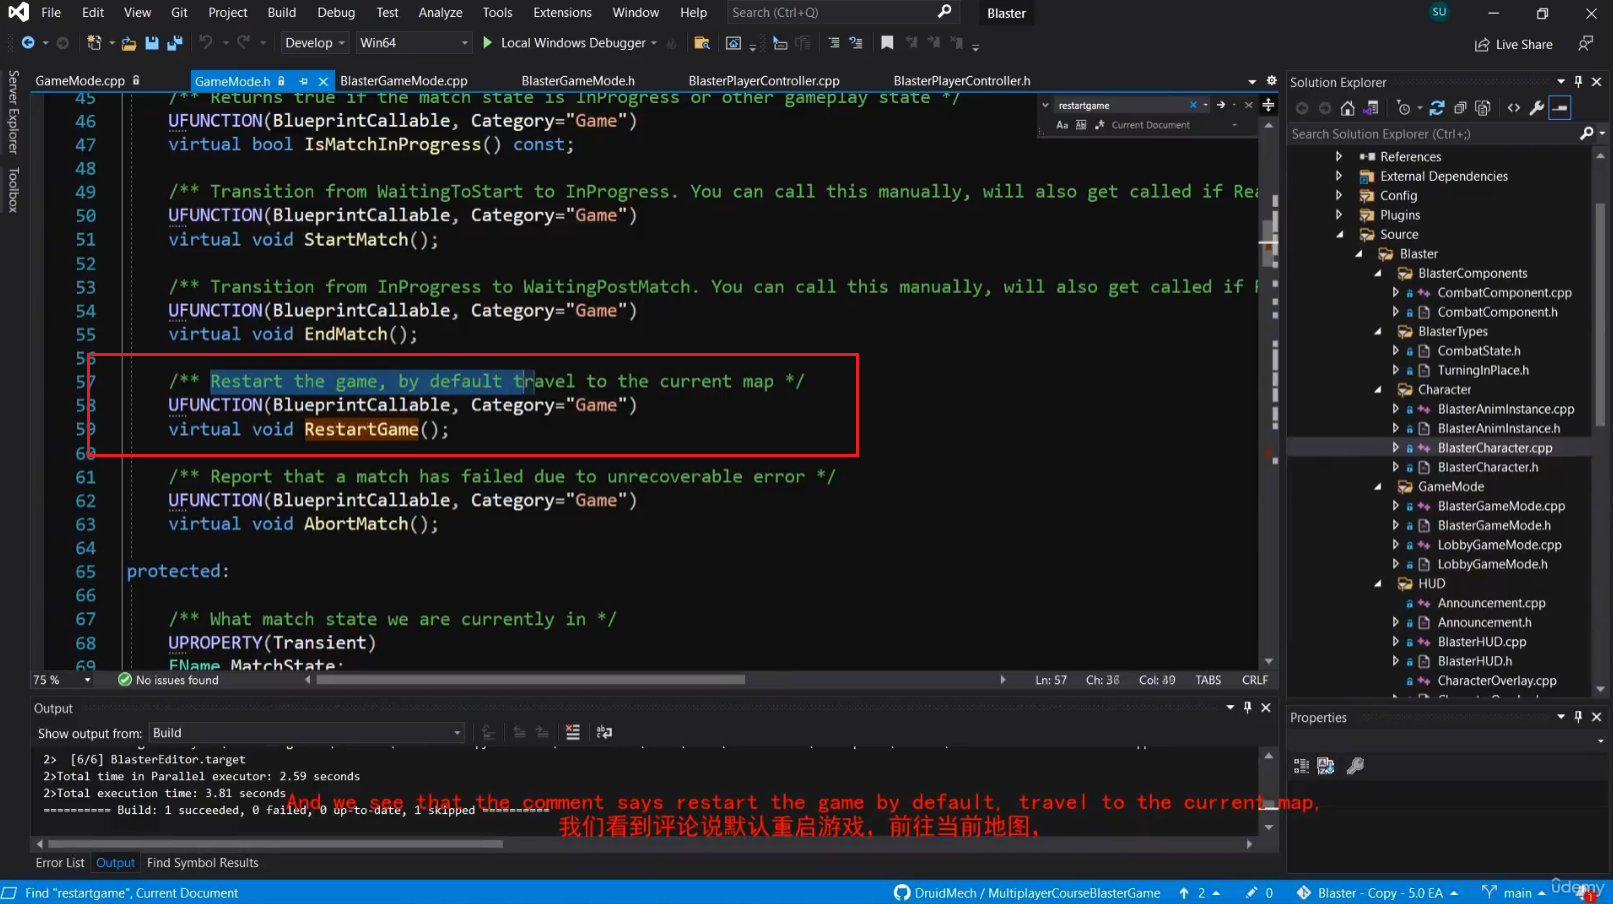 File Edit View Git Project Build Debug Test Analyze Tools Extensions Window Help Search (Ctrl+Q) Blaster SU
Develop Win64 Local Windows Debugger Live Share
Server Explorer
Toolbox
GameMode.cpp GameMode.h BlasterGameMode.cpp BlasterGameMode.h BlasterPlayerController.cpp BlasterPlayerController.h
restartgame
Aa Current Document
45 /** Returns true if the match state is InProgress or other gameplay state */
46 UFUNCTION(BlueprintCallable, Category="Game")
47 virtual bool IsMatchInProgress() const;
48
49 /** Transition from WaitingToStart to InProgress. You can call this manually, will also get called if Rea
50 UFUNCTION(BlueprintCallable, Category="Game")
51 virtual void StartMatch();
52
53 /** Transition from InProgress to WaitingPostMatch. You can call this manually, will also get called if
54 UFUNCTION(BlueprintCallable, Category="Game")
55 virtual void EndMatch();
56
57 /** Restart the game, by default travel to the current map */
58 UFUNCTION(BlueprintCallable, Category="Game")
59 virtual void RestartGame();
60
61 /** Report that a match has failed due to unrecoverable error */
62 UFUNCTION(BlueprintCallable, Category="Game")
63 virtual void AbortMatch();
64
65 protected:
66
67 /** What match state we are currently in */
68 UPROPERTY(Transient)
69 FName MatchState;
75 % No issues found Ln: 57 Ch: 36 Col: 39 TABS CRLF
Output
Show output from: Build
2> [6/6] BlasterEditor.target
2>Total time in Parallel executor: 2.59 seconds
2>Total execution time: 3.81 seconds
========== Build: 1 succeeded, 0 failed, 0 up-to-date, 1 skipped ==========
And we see that the comment says restart the game by default, travel to the current map,
我们看到评论说默认重启游戏，前往当前地图，
Error List Output Find Symbol Results
Find "restartgame", Current Document DruidMech / MultiplayerCourseBlasterGame 2 0 Blaster - Copy - 5.0 EA main 1
ûdemy
Solution Explorer
Search Solution Explorer (Ctrl+;)
References
External Dependencies
Config
Plugins
Source
Blaster
BlasterComponents
CombatComponent.cpp
CombatComponent.h
BlasterTypes
CombatState.h
TurningInPlace.h
Character
BlasterAnimInstance.cpp
BlasterAnimInstance.h
BlasterCharacter.cpp
BlasterCharacter.h
GameMode
BlasterGameMode.cpp
BlasterGameMode.h
LobbyGameMode.cpp
LobbyGameMode.h
HUD
Announcement.cpp
Announcement.h
BlasterHUD.cpp
BlasterHUD.h
CharacterOverlay.cpp
Properties